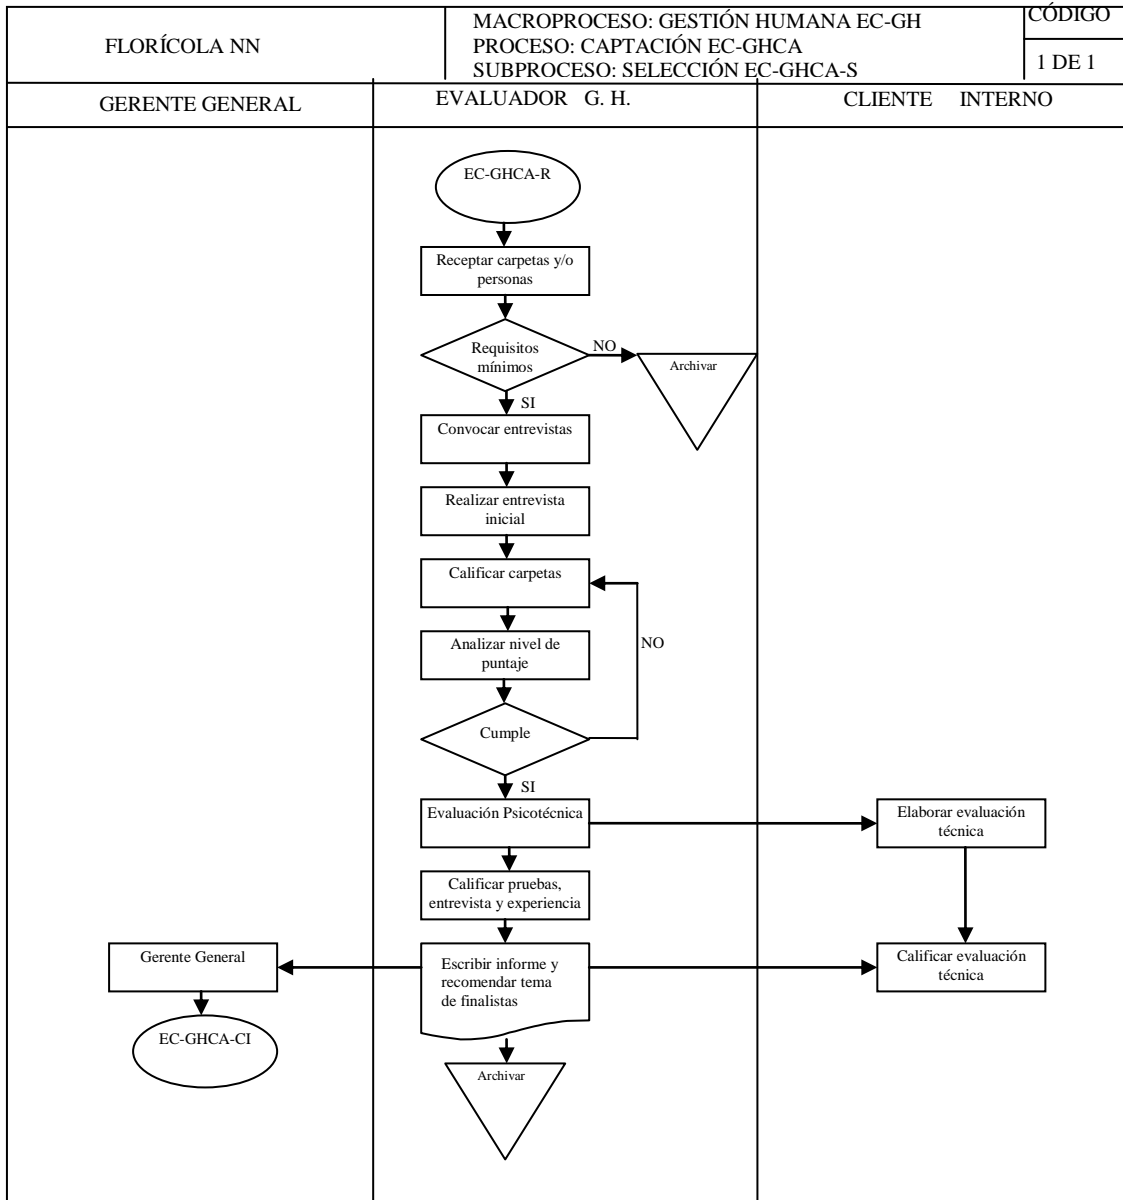 FLORÍCOLA NN
MACROPROCESO: GESTIÓN HUMANA EC-GH
PROCESO: CAPTACIÓN EC-GHCA
SUBPROCESO: SELECCIÓN EC-GHCA-S
CÓDIGO
1 DE 1
GERENTE GENERAL
EVALUADOR G. H.
CLIENTE INTERNO
EC-GHCA-R
Receptar carpetas y/o
personas
Requisitos
mínimos
NO
Archivar
SI
Convocar entrevistas
Realizar entrevista
inicial
Calificar carpetas
Analizar nivel de
puntaje
NO
Cumple
SI
Evaluación Psicotécnica
Elaborar evaluación
técnica
Calificar pruebas,
entrevista y experiencia
Gerente General
Escribir informe y
recomendar tema
de finalistas
Calificar evaluación
técnica
EC-GHCA-CI
Archivar